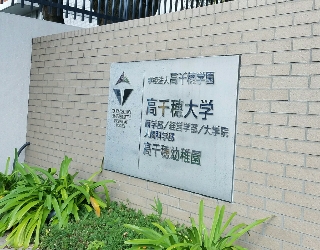 学校法人高千穂学園
高千穂大学
商学部/経営学部/大学院
人間科学部
高千穂幼稚園